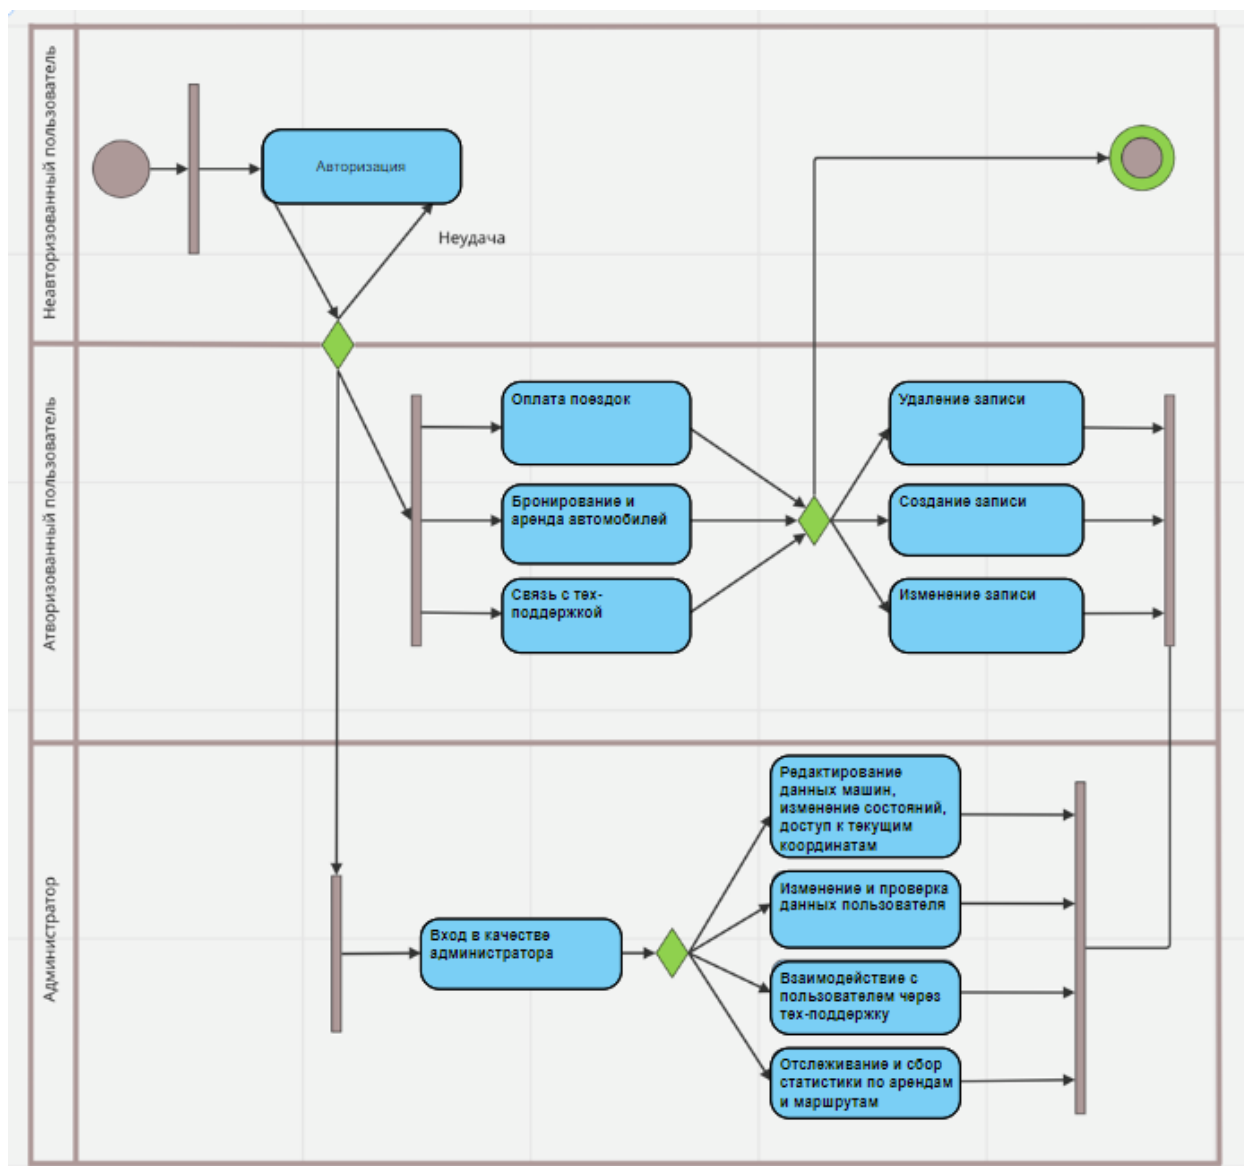 Неавторизованный пользователь
Авторизация
Неудача
Атворизованный пользователь
Оплата поездок
Бронирование и
аренда автомобилей
Связь с тех-
поддержкой
Удаление записи
Создание записи
Изменение записи
Администратор
Вход в качестве
администратора
Редактирование
данных машин,
изменение состояний,
доступ к текущим
координатам
Изменение и проверка
данных пользователя
Взаимодействие с
пользователем через
тех-поддержку
Отслеживание и сбор
статистики по арендам
и маршрутам